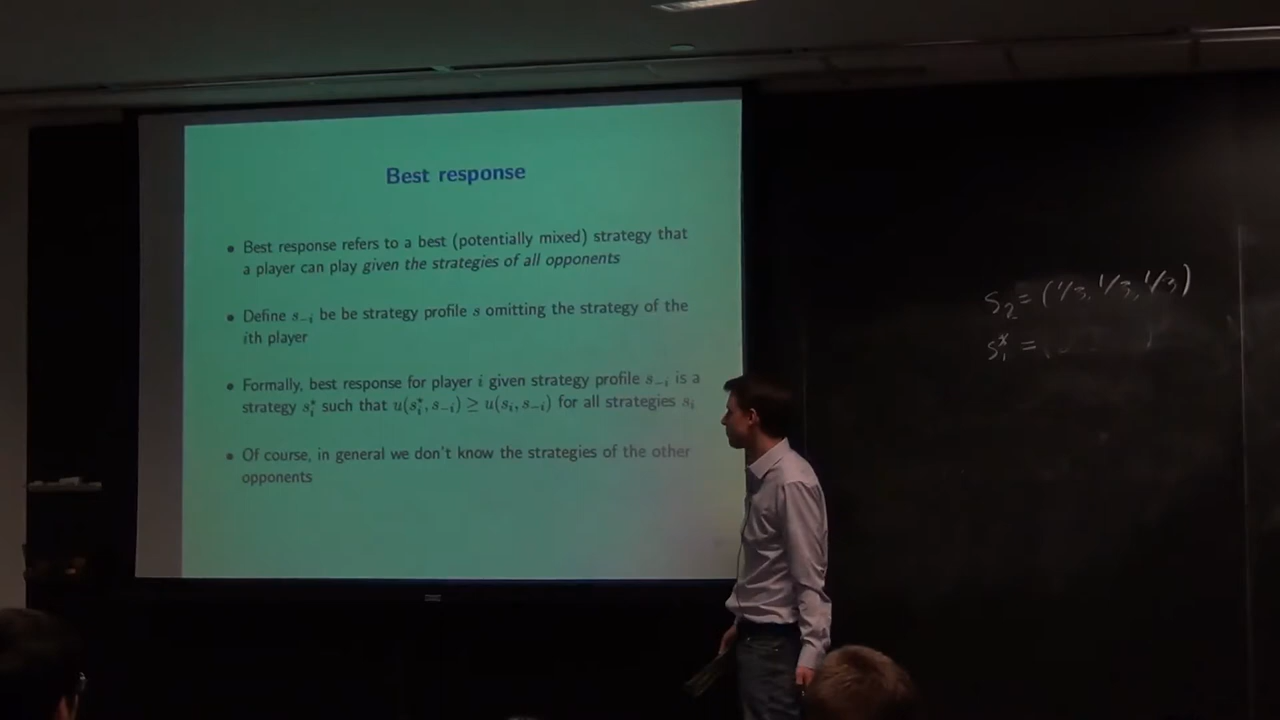 Best response
• Best response refers to a best (potentially mixed) strategy that
a player can play given the strategies of all opponents
• Define s₋ᵢ be be strategy profile s omitting the strategy of the
ith player
• Formally, best response for player i given strategy profile s₋ᵢ is a
strategy sᵢ* such that u(sᵢ*, s₋ᵢ) ≥ u(sᵢ, s₋ᵢ) for all strategies sᵢ
• Of course, in general we don't know the strategies of the other
opponents
S₂ = (1/3, 1/3, 1/3)
S₁* =